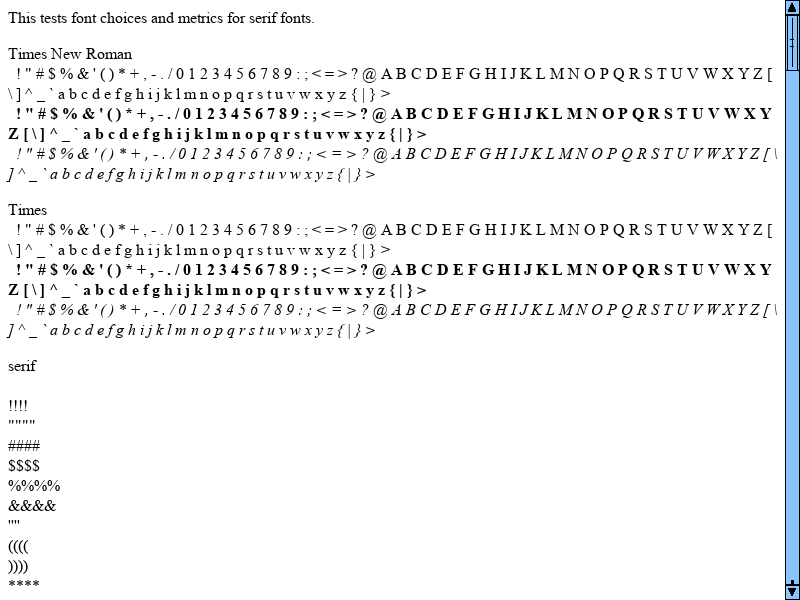 This tests font choices and metrics for serif fonts.
Times New Roman
! " # $ % & ' ( ) * + , - . / 0 1 2 3 4 5 6 7 8 9 : ; < = > ? @ A B C D E F G H I J K L M N O P Q R S T U V W X Y Z [
\ ] ^ _ ` a b c d e f g h i j k l m n o p q r s t u v w x y z { | } >
! " # $ % & ' ( ) * + , - . / 0 1 2 3 4 5 6 7 8 9 : ; < = > ? @ A B C D E F G H I J K L M N O P Q R S T U V W X Y
Z [ \ ] ^ _ ` a b c d e f g h i j k l m n o p q r s t u v w x y z { | } >
! " # $ % & ' ( ) * + , - . / 0 1 2 3 4 5 6 7 8 9 : ; < = > ? @ A B C D E F G H I J K L M N O P Q R S T U V W X Y Z [ \
] ^ _ ` a b c d e f g h i j k l m n o p q r s t u v w x y z { | } >
Times
! " # $ % & ' ( ) * + , - . / 0 1 2 3 4 5 6 7 8 9 : ; < = > ? @ A B C D E F G H I J K L M N O P Q R S T U V W X Y Z [
\ ] ^ _ ` a b c d e f g h i j k l m n o p q r s t u v w x y z { | } >
! " # $ % & ' ( ) * + , - . / 0 1 2 3 4 5 6 7 8 9 : ; < = > ? @ A B C D E F G H I J K L M N O P Q R S T U V W X Y
Z [ \ ] ^ _ ` a b c d e f g h i j k l m n o p q r s t u v w x y z { | } >
! " # $ % & ' ( ) * + , - . / 0 1 2 3 4 5 6 7 8 9 : ; < = > ? @ A B C D E F G H I J K L M N O P Q R S T U V W X Y Z [ \
] ^ _ ` a b c d e f g h i j k l m n o p q r s t u v w x y z { | } >
serif
!!!!
""""
####
$$$$
%%%%
&&&&
''''
((((
))))
****